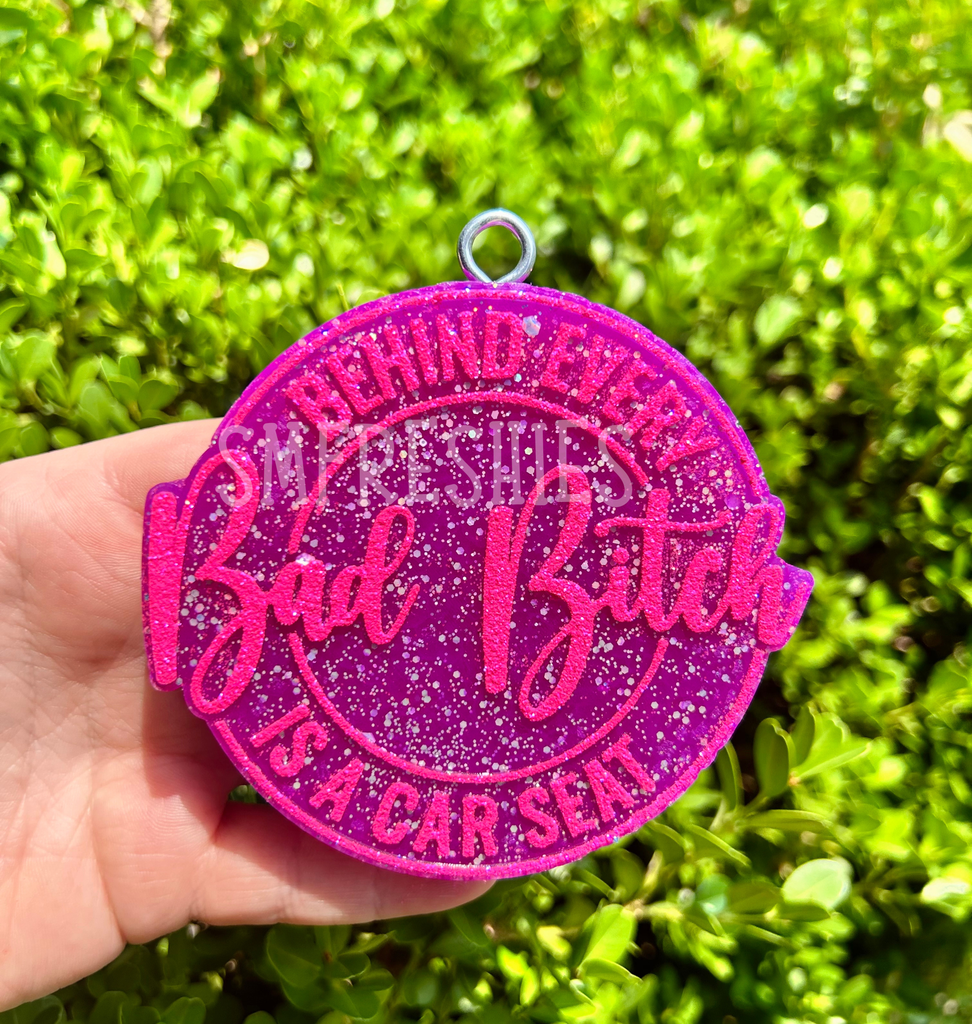 BEHIND EVERY
SMFRESHIES
Bad Bitch
IS A CAR SEAT